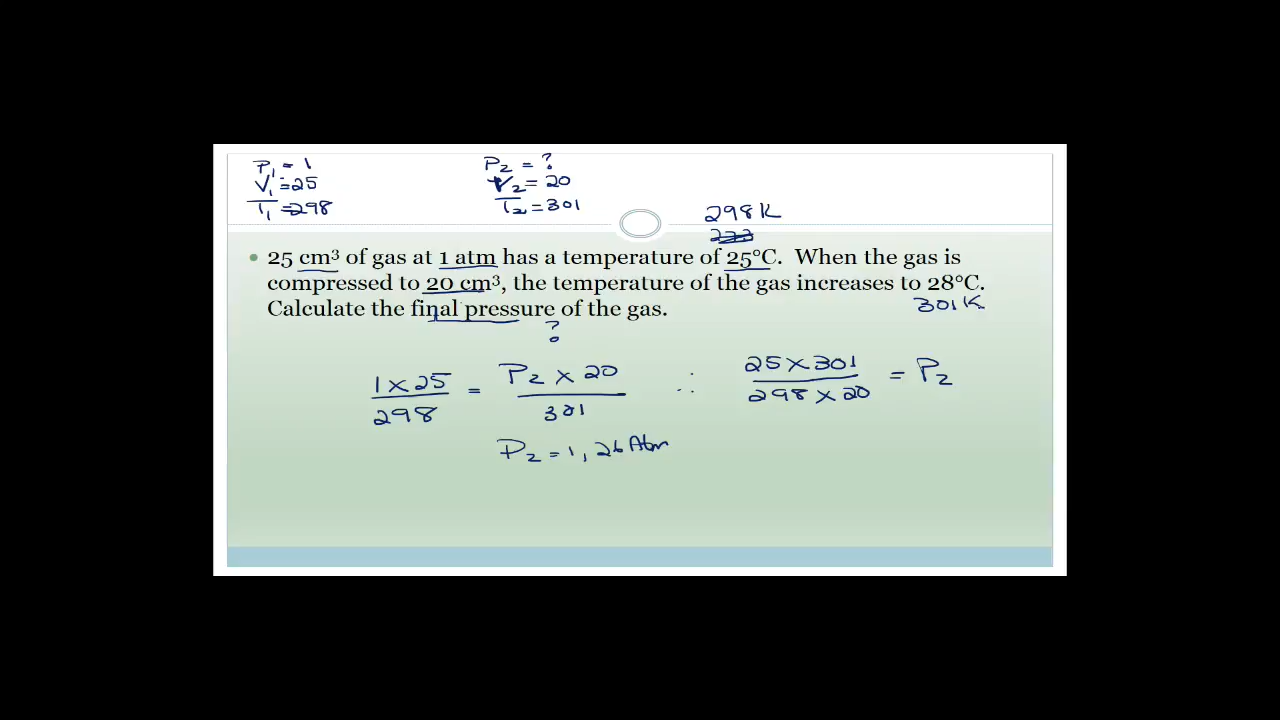 P₁ = 1
V₁ = 25
T₁ = 298
P₂ = ?
V₂ = 20
T₂ = 301
298K
• 25 cm³ of gas at 1 atm has a temperature of 25°C. When the gas is
compressed to 20 cm³, the temperature of the gas increases to 28°C.
301K
Calculate the final pressure of the gas.
?
1 × 25 / 298 = P₂ × 20 / 301 ∴ 25 × 301 / 298 × 20 = P₂
P₂ = 1,26 Atm